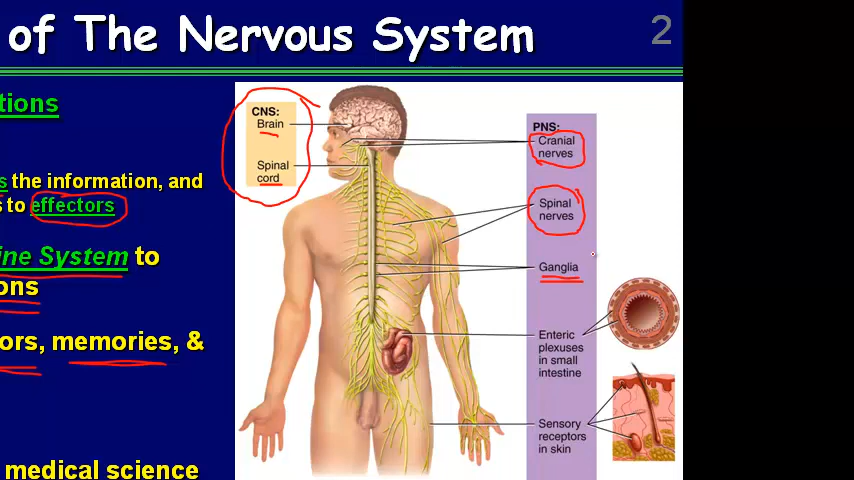 of The Nervous System
2
tions
s the information, and
s to effectors
ine System to
ons
ors, memories, &
medical science
CNS:
Brain
Spinal
cord
PNS:
Cranial
nerves
Spinal
nerves
Ganglia
Enteric
plexuses
in small
intestine
Sensory
receptors
in skin